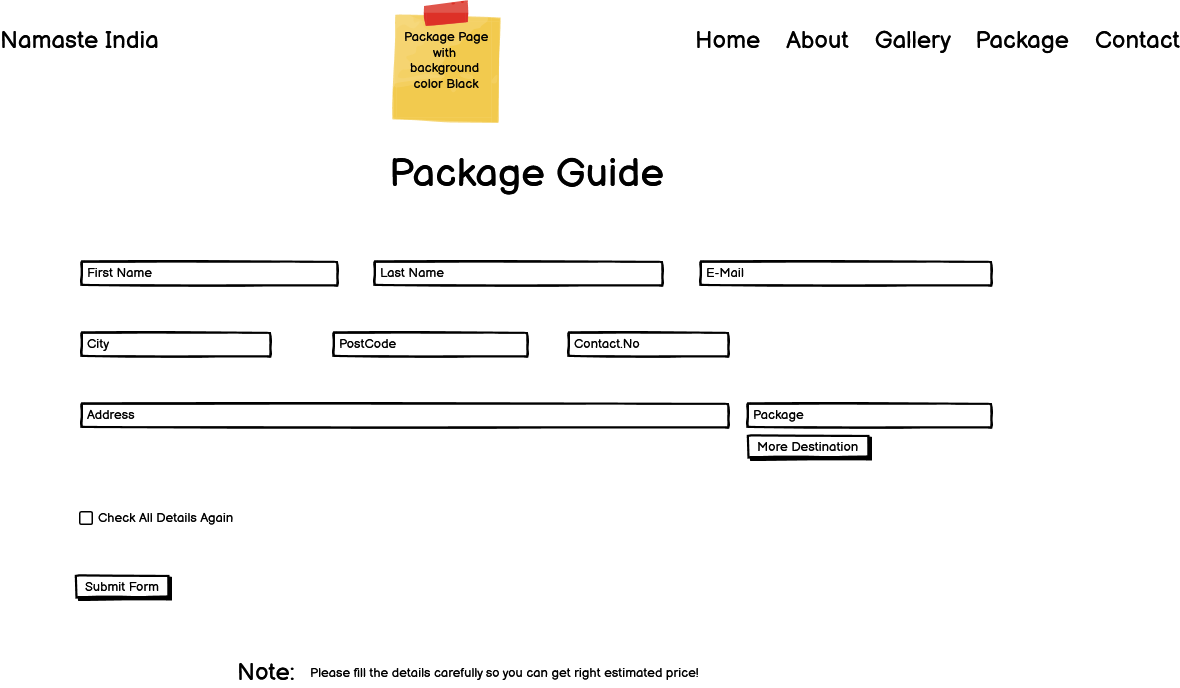 Namaste India
Package Page
with
background
color Black
Home About Gallery Package Contact
Package Guide
First Name Last Name E-Mail
City PostCode Contact.No
Address Package
More Destination
Check All Details Again
Submit Form
Note: Please fill the details carefully so you can get right estimated price!